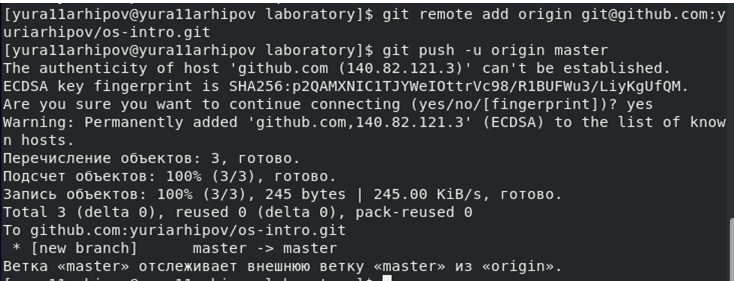 [yura11arhipov@yura11arhipov laboratory]$ git remote add origin git@github.com:y
uriarhipov/os-intro.git
[yura11arhipov@yura11arhipov laboratory]$ git push -u origin master
The authenticity of host 'github.com (140.82.121.3)' can't be established.
ECDSA key fingerprint is SHA256:p2QAMXNIC1TJYWeIOttrVc98/R1BUFWu3/LiyKgUfQM.
Are you sure you want to continue connecting (yes/no/[fingerprint])? yes
Warning: Permanently added 'github.com,140.82.121.3' (ECDSA) to the list of know
n hosts.
Перечисление объектов: 3, готово.
Подсчет объектов: 100% (3/3), готово.
Запись объектов: 100% (3/3), 245 bytes | 245.00 KiB/s, готово.
Total 3 (delta 0), reused 0 (delta 0), pack-reused 0
To github.com:yuriarhipov/os-intro.git
 * [new branch]      master -> master
Ветка «master» отслеживает внешнюю ветку «master» из «origin».
[yura11arhipov@yura11arhipov laboratory]$